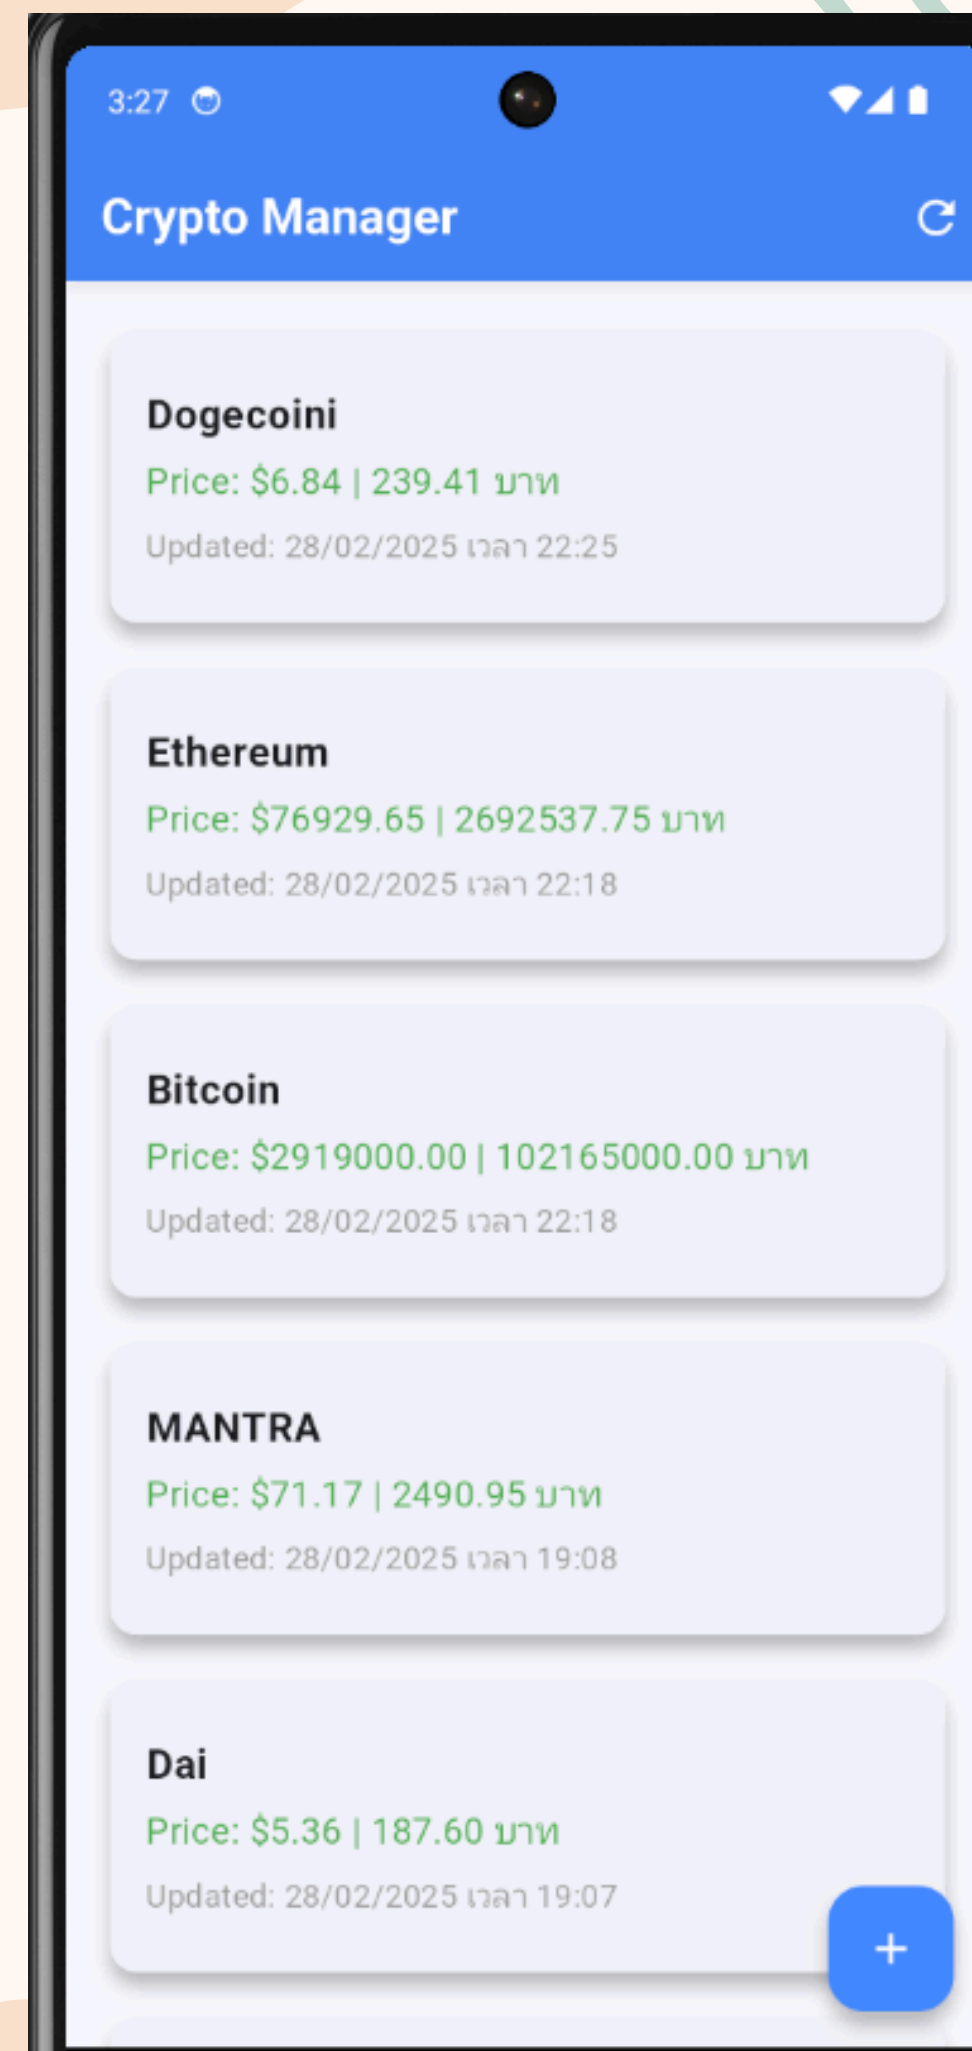 3:27
Crypto Manager
Dogecoini
Price: $6.84 | 239.41 บาท
Updated: 28/02/2025 เวลา 22:25
Ethereum
Price: $76929.65 | 2692537.75 บาท
Updated: 28/02/2025 เวลา 22:18
Bitcoin
Price: $2919000.00 | 102165000.00 บาท
Updated: 28/02/2025 เวลา 22:18
MANTRA
Price: $71.17 | 2490.95 บาท
Updated: 28/02/2025 เวลา 19:08
Dai
Price: $5.36 | 187.60 บาท
Updated: 28/02/2025 เวลา 19:07
+